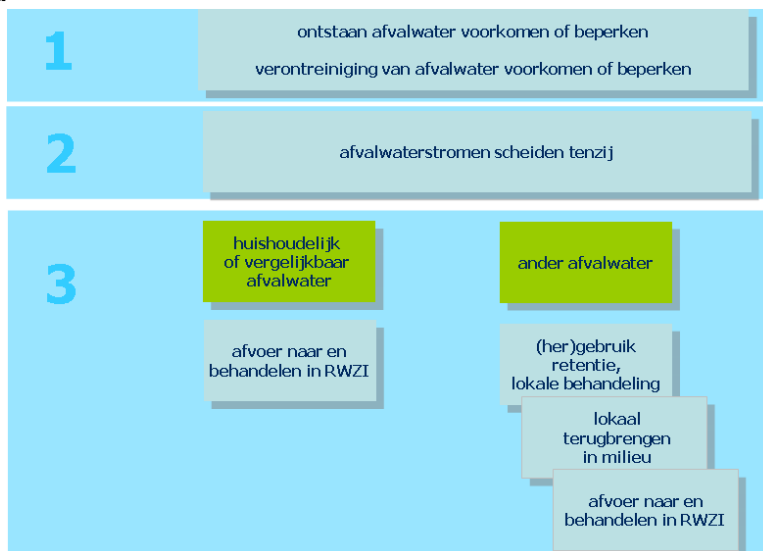 1
ontstaan afvalwater voorkomen of beperken
verontreiniging van afvalwater voorkomen of beperken
2
afvalwaterstromen scheiden tenzij
3
huishoudelijk
of vergelijkbaar
afvalwater
afvoer naar en
behandelen in RWZI
ander afvalwater
(her)gebruik
retentie,
lokale behandeling
lokaal
terugbrengen
in milieu
afvoer naar en
behandelen in RWZI